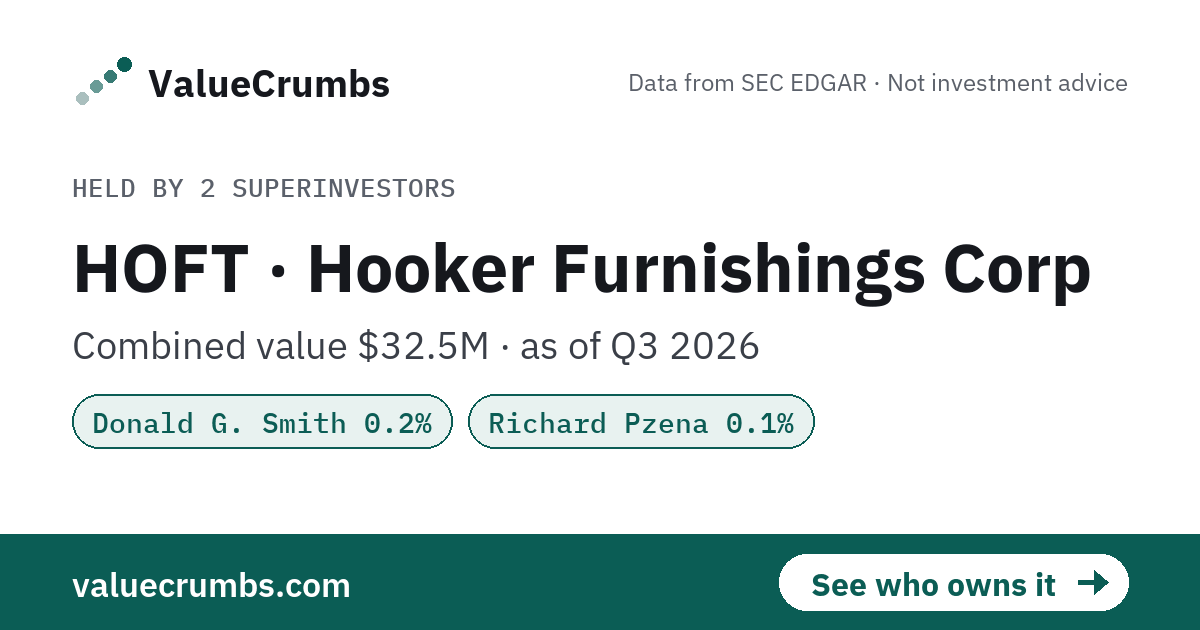 ValueCrumbs
Data from SEC EDGAR · Not investment advice
HELD BY 2 SUPERINVESTORS
HOFT · Hooker Furnishings Corp
Combined value $32.5M · as of Q3 2026
Donald G. Smith 0.2%
Richard Pzena 0.1%
valuecrumbs.com
See who owns it →